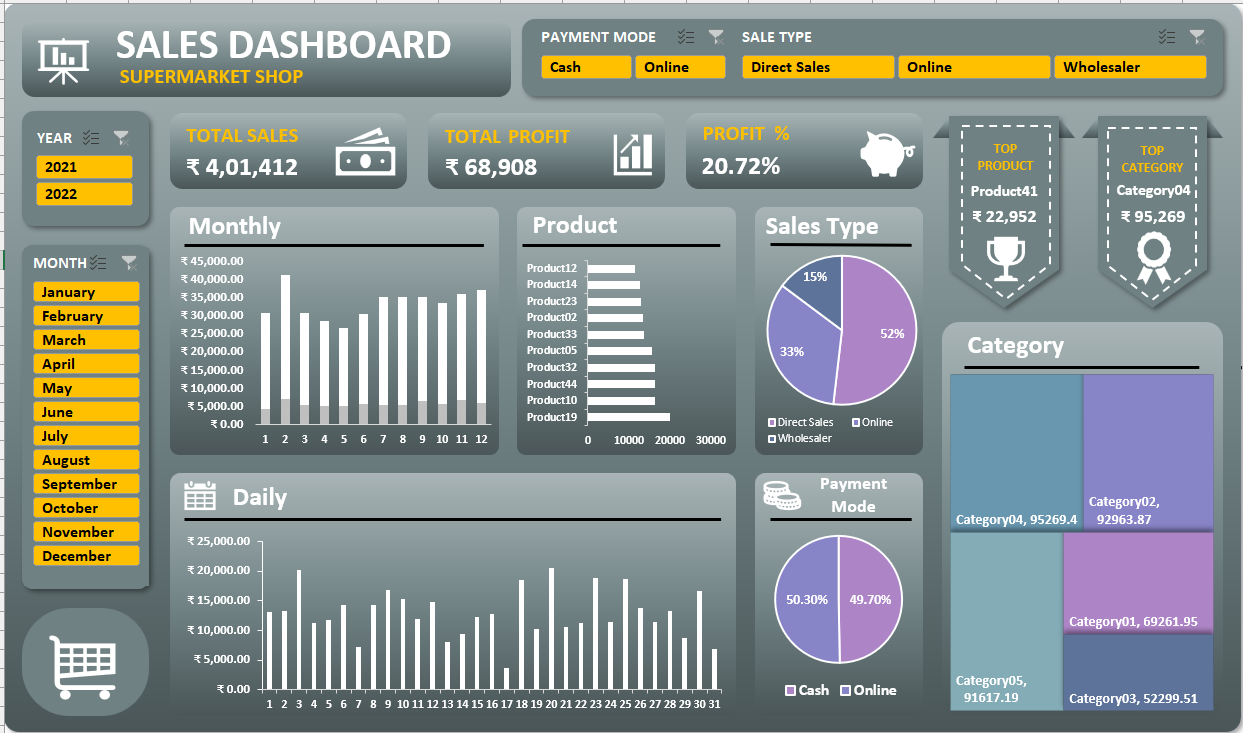 SALES DASHBOARD
SUPERMARKET SHOP
PAYMENT MODE
Cash
Online
SALE TYPE
Direct Sales
Online
Wholesaler
YEAR
2021
2022
TOTAL SALES
₹ 4,01,412
TOTAL PROFIT
₹ 68,908
PROFIT %
20.72%
TOP
PRODUCT
Product41
₹ 22,952
TOP
CATEGORY
Category04
₹ 95,269
MONTH
January
February
March
April
May
June
July
August
September
October
November
December
Monthly
₹ 45,000.00
₹ 40,000.00
₹ 35,000.00
₹ 30,000.00
₹ 25,000.00
₹ 20,000.00
₹ 15,000.00
₹ 10,000.00
₹ 5,000.00
₹ 0.00
1 2 3 4 5 6 7 8 9 10 11 12
Product
Product12
Product14
Product23
Product02
Product33
Product05
Product32
Product44
Product10
Product19
0 10000 20000 30000
Sales Type
15%
52%
33%
Direct Sales Online
Wholesaler
Category
Category04, 95269.4
Category02,
92963.87
Category01, 69261.95
Category05,
91617.19
Category03, 52299.51
Daily
₹ 25,000.00
₹ 20,000.00
₹ 15,000.00
₹ 10,000.00
₹ 5,000.00
₹ 0.00
1 2 3 4 5 6 7 8 9 10 11 12 13 14 15 16 17 18 19 20 21 22 23 24 25 26 27 28 29 30 31
Payment
Mode
50.30% 49.70%
Cash Online